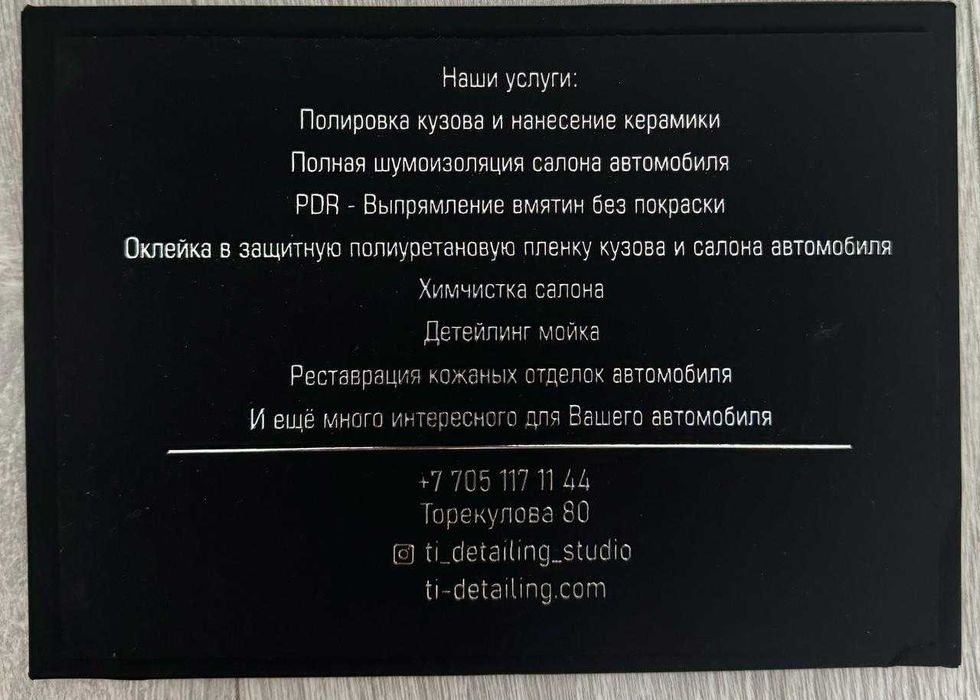 Наши услуги:
Полировка кузова и нанесение керамики
Полная шумоизоляция салона автомобиля
PDR - Выпрямление вмятин без покраски
Оклейка в защитную полиуретановую пленку кузова и салона автомобиля
Химчистка салона
Детейлинг мойка
Реставрация кожаных отделок автомобиля
И ещё много интересного для Вашего автомобиля
+7 705 117 11 44
Торекулова 80
ti_detailing_studio
ti-detailing.com